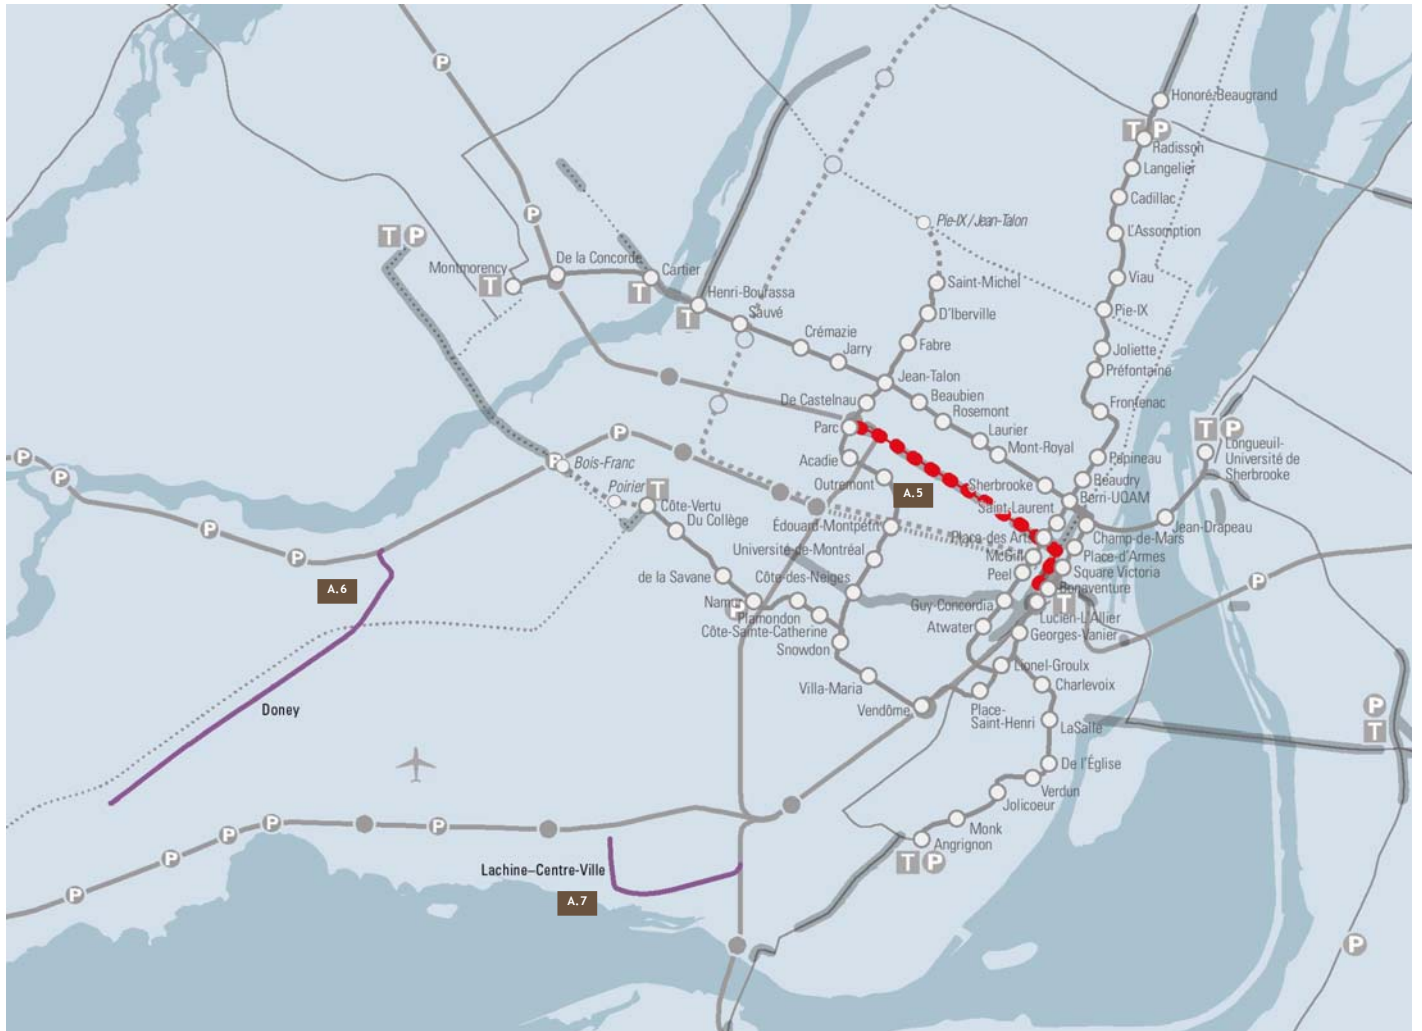 Honoré-Beaugrand
T P
Radisson
Langelier
Cadillac
L'Assomption
Viau
Pie-IX
Joliette
Préfontaine
Frontenac
Papineau
Beaudry
Berri-UQAM
P
P
T P
Montmorency
T
De la Concorde
Cartier
T
Henri-Bourassa
T
Sauvé
Crémazie
Jarry
Pie-IX / Jean-Talon
Saint-Michel
D'Iberville
Fabre
Jean-Talon
De Castelnau
Beaubien
Rosemont
Laurier
Mont-Royal
Sherbrooke
Parc
Acadie
Outremont
A.5
Édouard-Montpetit
Université-de-Montréal
Côte-des-Neiges
Saint-Laurent
Place-des-Arts
McGill
Peel
Guy-Concordia
Atwater
T P
Longueuil-
Université de
Sherbrooke
Jean-Drapeau
Champ-de-Mars
Place-d'Armes
Square Victoria
Bonaventure
T
Lucien-L'Allier
Georges-Vanier
Lionel-Groulx
Charlevoix
LaSalle
De l'Église
Verdun
Jolicoeur
Monk
Angrignon
T P
Place-
Saint-Henri
Vendôme
Villa-Maria
Snowdon
Côte-Sainte-Catherine
Plamondon
Namur
P
de la Savane
Du Collège
Côte-Vertu
T
Poirier
Bois-Franc
P
P
P
P
P
P
A.6
Doney
P
P
P
P
P
Lachine–Centre-Ville
A.7
P
P
T
P